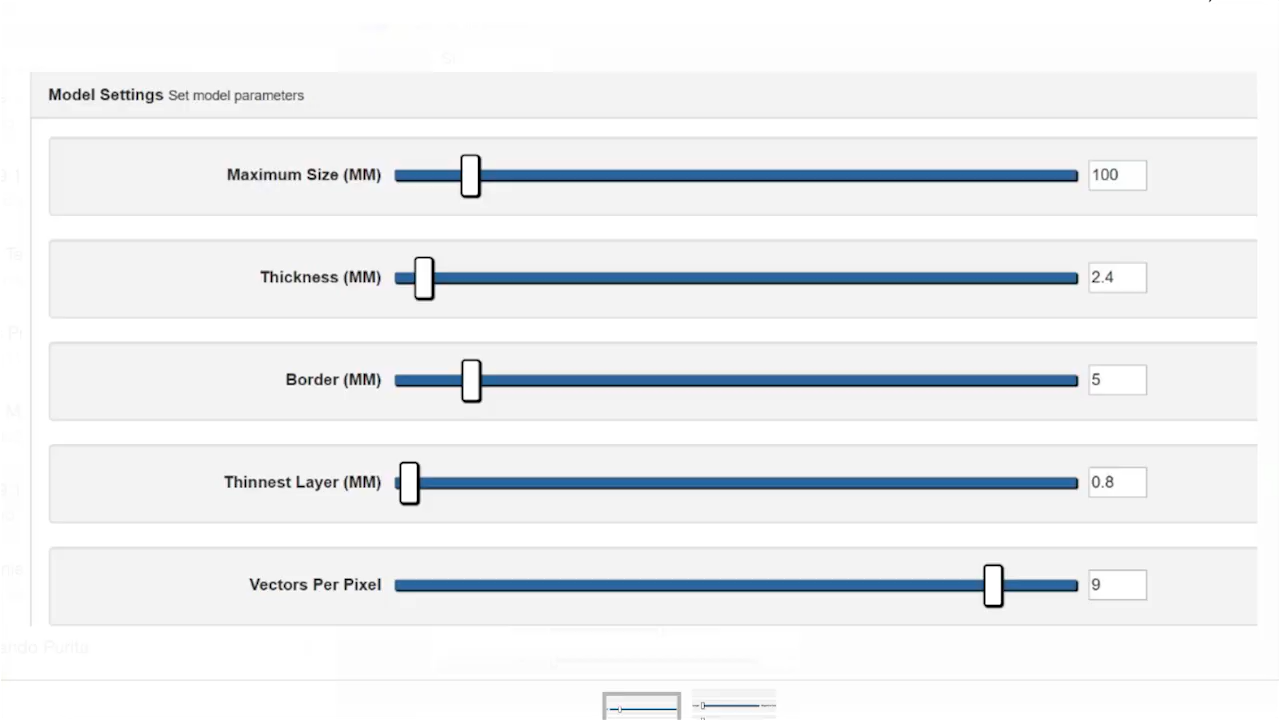 Model Settings Set model parameters
Maximum Size (MM) 100
Thickness (MM) 2.4
Border (MM) 5
Thinnest Layer (MM) 0.8
Vectors Per Pixel 9